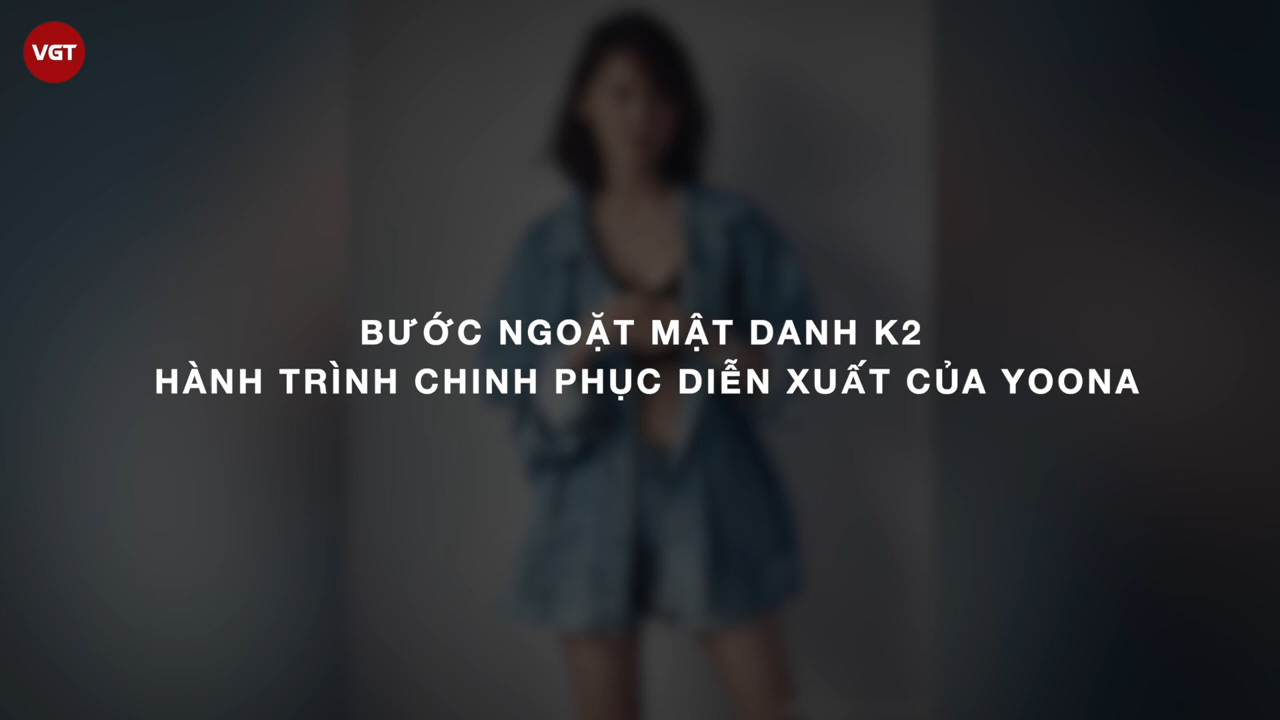 VGT
BƯỚC NGOẶT MẬT DANH K2
HÀNH TRÌNH CHINH PHỤC DIỄN XUẤT CỦA YOONA